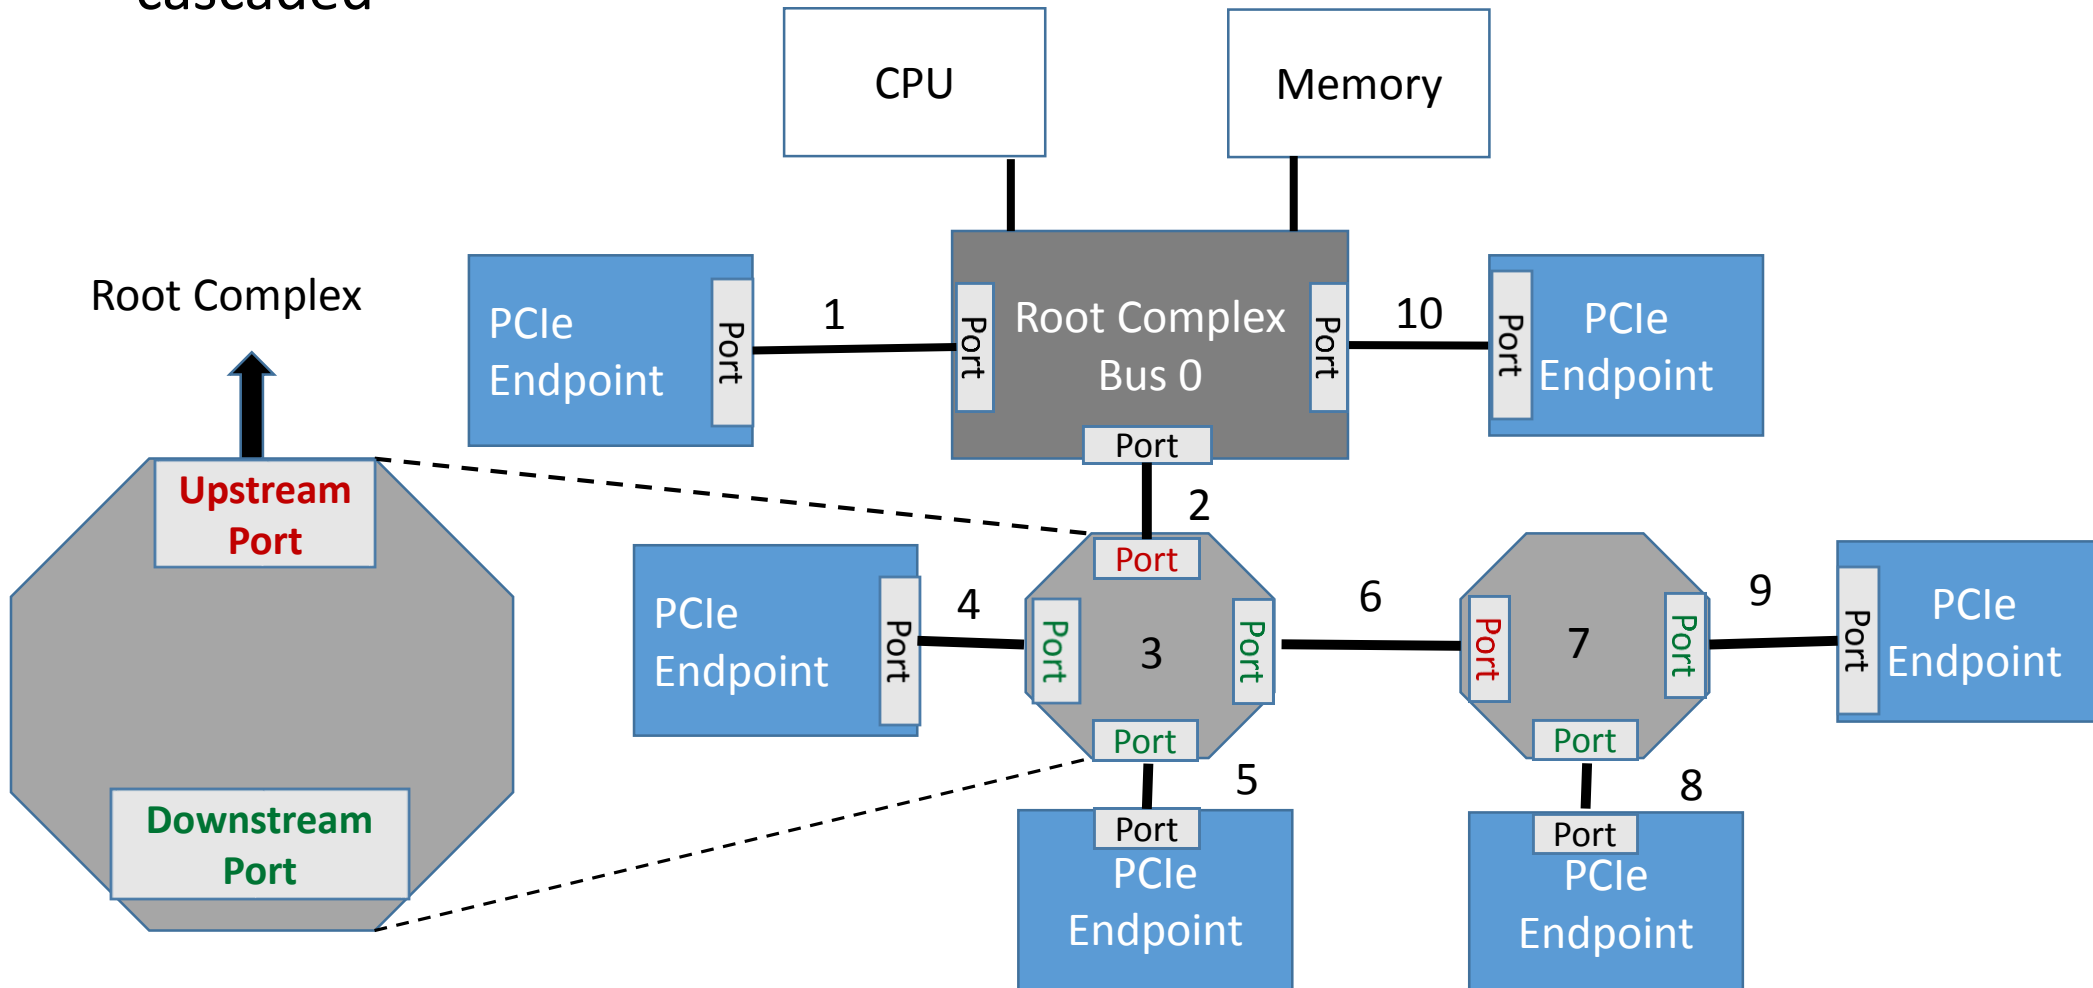 cascaded
CPU
Memory
Root Complex
PCIe
Endpoint
Port
1
Port
Root Complex
Bus 0
Port
10
Port
PCIe
Endpoint
Port
2
Upstream
Port
Downstream
Port
PCIe
Endpoint
Port
4
Port
Port
3
Port
Port
6
Port
7
Port
Port
9
Port
PCIe
Endpoint
5
Port
PCIe
Endpoint
8
Port
PCIe
Endpoint